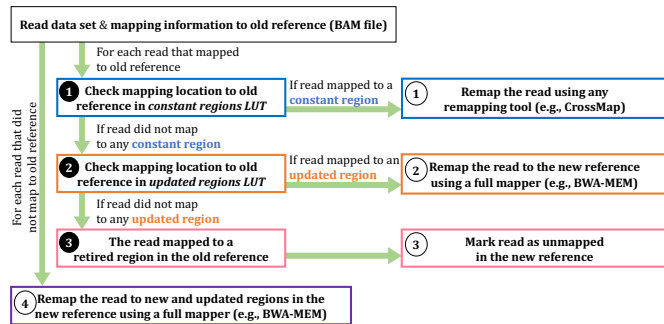 Read data set & mapping information to old reference (BAM file)
For each read that mapped
to old reference
1 Check mapping location to old
reference in constant regions LUT
If read mapped to a
constant region
1 Remap the read using any
remapping tool (e.g., CrossMap)
If read did not map
to any constant region
2 Check mapping location to old
reference in updated regions LUT
If read mapped to an
updated region
2 Remap the read to the new reference
using a full mapper (e.g., BWA-MEM)
If read did not map
to any updated region
3 The read mapped to a
retired region in the old reference
3 Mark read as unmapped
in the new reference
For each read that did
not map to old reference
4 Remap the read to new and updated regions in the
new reference using a full mapper (e.g., BWA-MEM)